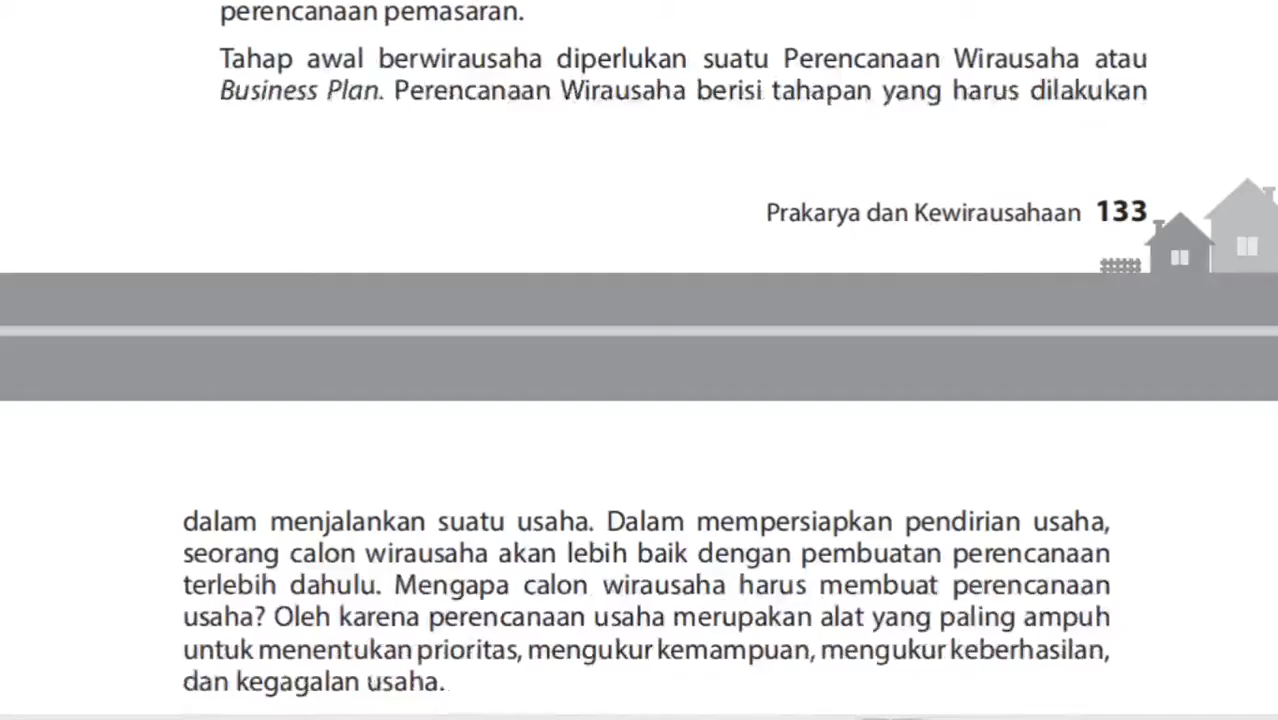 perencanaan pemasaran.
Tahap awal berwirausaha diperlukan suatu Perencanaan Wirausaha atau
Business Plan. Perencanaan Wirausaha berisi tahapan yang harus dilakukan
Prakarya dan Kewirausahaan 133
dalam menjalankan suatu usaha. Dalam mempersiapkan pendirian usaha,
seorang calon wirausaha akan lebih baik dengan pembuatan perencanaan
terlebih dahulu. Mengapa calon wirausaha harus membuat perencanaan
usaha? Oleh karena perencanaan usaha merupakan alat yang paling ampuh
untuk menentukan prioritas, mengukur kemampuan, mengukur keberhasilan,
dan kegagalan usaha.